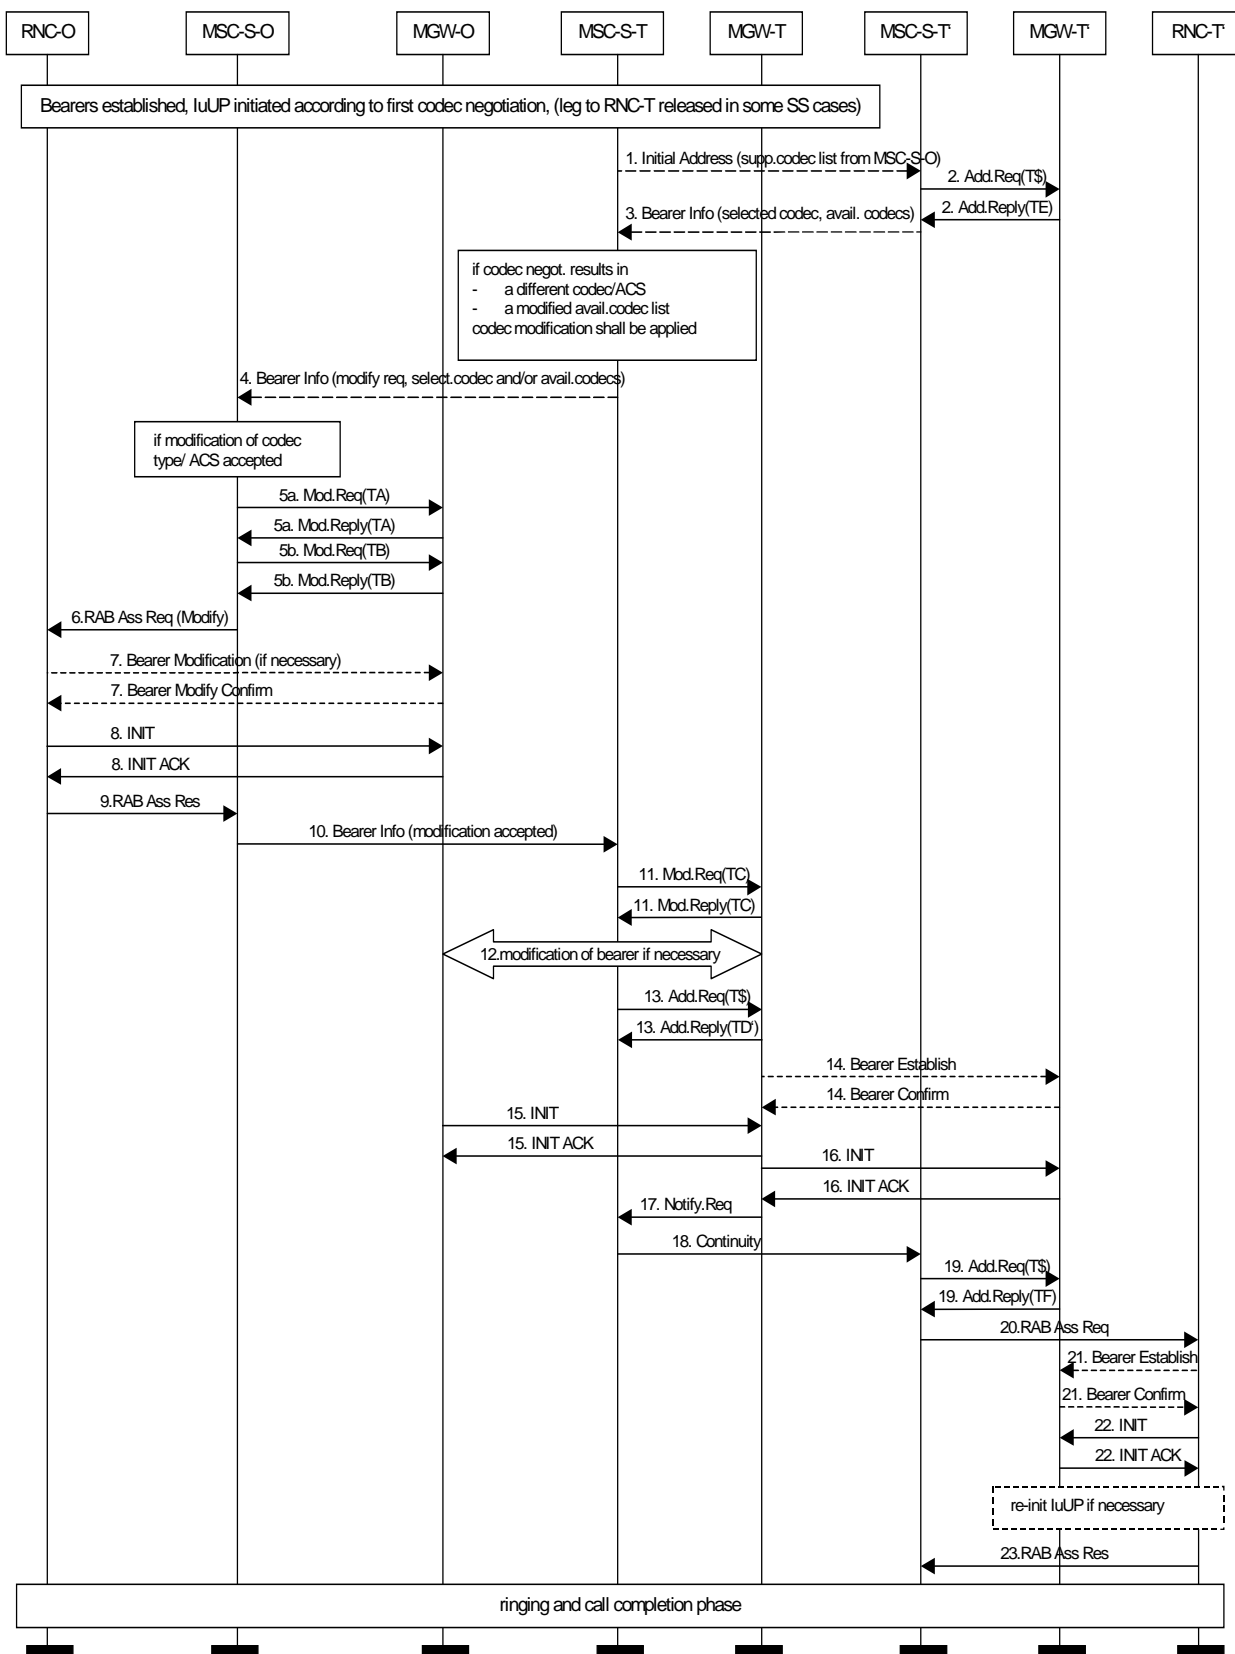 RNC-O
MSC-S-O
MGW-O
MSC-S-T
MGW-T
MSC-S-T'
MGW-T'
RNC-T'
Bearers established, IuUP initiated according to first codec negotiation, (leg to RNC-T released in some SS cases)
1. Initial Address (supp.codec list from MSC-S-O)
2. Add.Req(T$)
2. Add.Reply(TE)
3. Bearer Info (selected codec, avail. codecs)
if codec negot. results in
- a different codec/ACS
- a modified avail.codec list
codec modification shall be applied
4. Bearer Info (modify req, select.codec and/or avail.codecs)
if modification of codec
type/ ACS accepted
5a. Mod.Req(TA)
5a. Mod.Reply(TA)
5b. Mod.Req(TB)
5b. Mod.Reply(TB)
6.RAB Ass Req (Modify)
7. Bearer Modification (if necessary)
7. Bearer Modify Confirm
8. INIT
8. INIT ACK
9.RAB Ass Res
10. Bearer Info (modification accepted)
11. Mod.Req(TC)
11. Mod.Reply(TC)
12.modification of bearer if necessary
13. Add.Req(T$)
13. Add.Reply(TD')
14. Bearer Establish
14. Bearer Confirm
15. INIT
15. INIT ACK
16. INIT
16. INIT ACK
17. Notify.Req
18. Continuity
19. Add.Req(T$)
19. Add.Reply(TF)
20.RAB Ass Req
21. Bearer Establish
21. Bearer Confirm
22. INIT
22. INIT ACK
re-init IuUP if necessary
23.RAB Ass Res
ringing and call completion phase